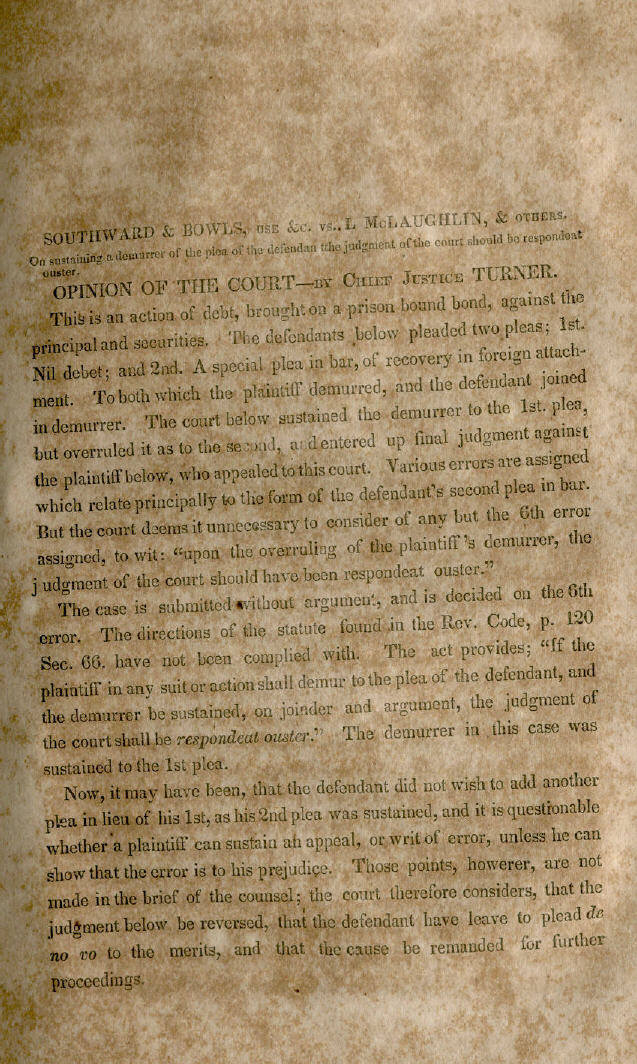 SOUTHWARD & BOWLS, USE &c. vs.. L McLAUGHLIN, & OTHERS.
On sustaining a demurrer of the plea of the defendan tthe judgment of the court should be respondeat
ouster.
OPINION OF THE COURT—BY CHIEF JUSTICE TURNER.
This is an action of debt, brought on a prison bound bond, against the
principal and securities. The defendants below pleaded two pleas; 1st.
Nil debet; and 2nd. A special plea in bar, of recovery in foreign attach-
ment. To both which the plaintiff demurred, and the defendant joined
in demurrer. The court below sustained the demurrer to the 1st. plea,
but overruled it as to the second, and entered up final judgment against
the plaintiff below, who appealed to this court. Various errors are assigned
which relate principally to the form of the defendant's second plea in bar.
But the court deems it unnecessary to consider of any but the 6th error
assigned, to wit: “upon the overruling of the plaintiff's demurrer, the
j udgment of the court should have been respondeat ouster.”
The case is submitted without argument, and is decided on the 6th
error. The directions of the statute found in the Rev. Code, p. 120
Sec. 66. have not been complied with. The act provides; “If the
plaintiff in any suit or action shall demur to the plea of the defendant, and
the demurrer be sustained, on joinder and argument, the judgment of
the court shall be respondeat ouster.” The demurrer in this case was
sustained to the 1st plea.
Now, it may have been, that the defendant did not wish to add another
plea in lieu of his 1st, as his 2nd plea was sustained, and it is questionable
whether a plaintiff can sustain an appeal, or writ of error, unless he can
show that the error is to his prejudice. Those points, howerer, are not
made in the brief of the counsel; the court therefore considers, that the
judgment below be reversed, that the defendant have leave to plead de
no vo to the merits, and that the cause be remanded for further
proceedings.